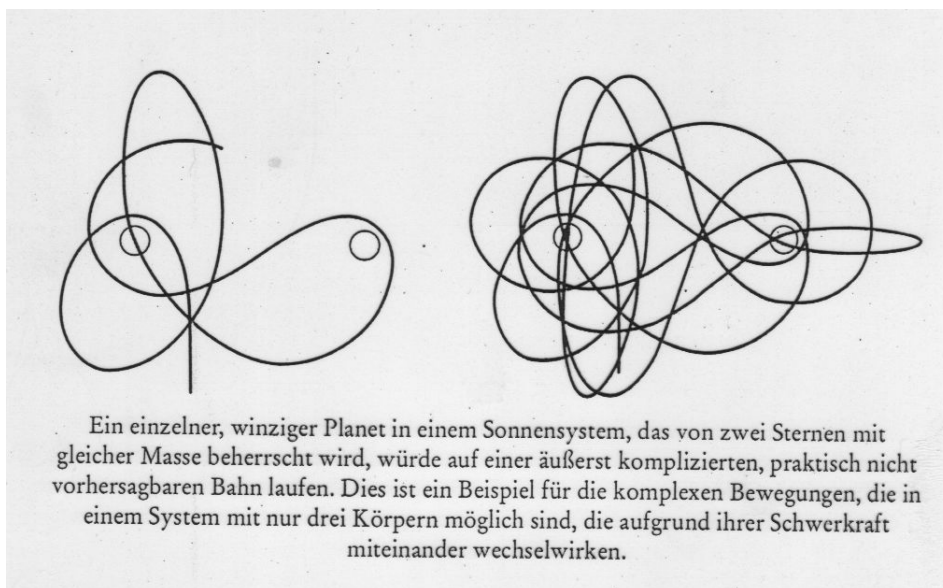 Ein einzelner, winziger Planet in einem Sonnensystem, das von zwei Sternen mit
gleicher Masse beherrscht wird, würde auf einer äußerst komplizierten, praktisch nicht
vorhersagbaren Bahn laufen. Dies ist ein Beispiel für die komplexen Bewegungen, die in
einem System mit nur drei Körpern möglich sind, die aufgrund ihrer Schwerkraft
miteinander wechselwirken.